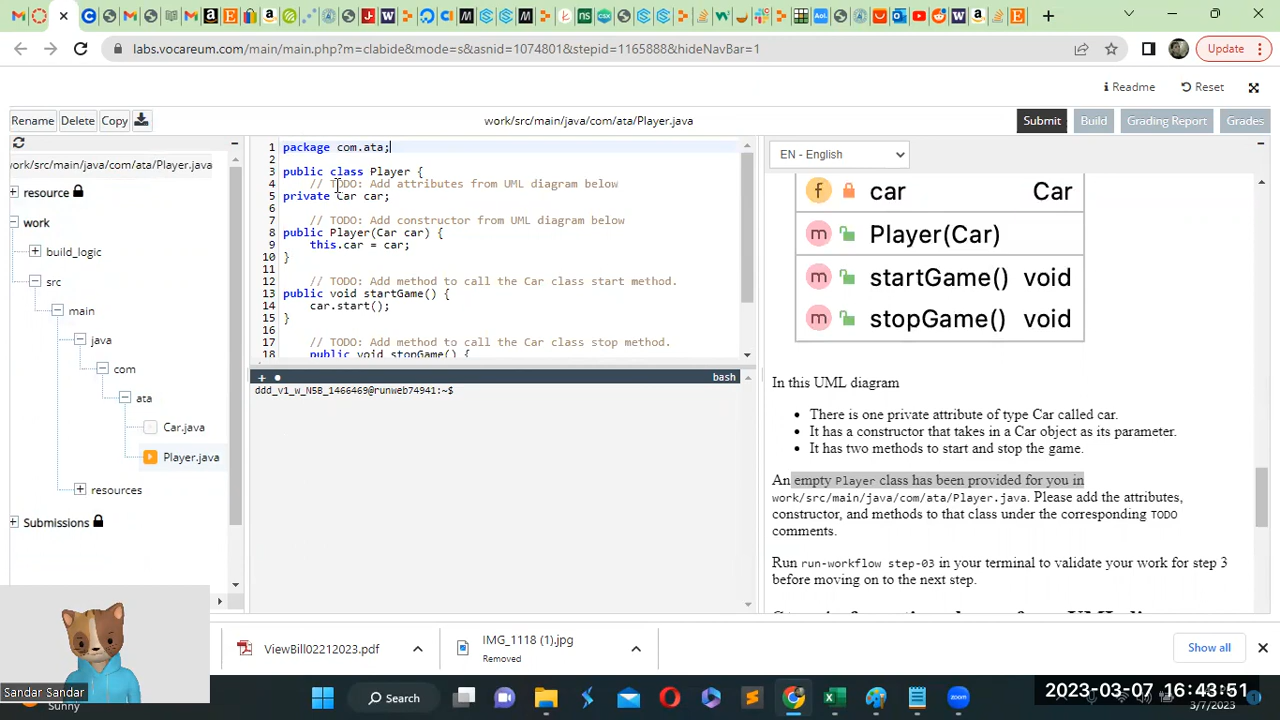 labs.vocareum.com/main/main.php?m=clabide&mode=s&asnid=1074801&stepid=1165888&hideNavBar=1
Update
Readme
Reset
Rename
Delete
Copy
work/src/main/java/com/ata/Player.java
Submit
Build
Grading Report
Grades
work/src/main/java/com/ata/Player.java
resource
work
build_logic
src
main
java
com
ata
Car.java
Player.java
resources
Submissions
1 package com.ata;
2
3 public class Player {
4 // TODO: Add attributes from UML diagram below
5 private Car car;
6
7 // TODO: Add constructor from UML diagram below
8 public Player(Car car) {
9 this.car = car;
10 }
11
12 // TODO: Add method to call the Car class start method.
13 public void startGame() {
14 car.start();
15 }
16
17 // TODO: Add method to call the Car class stop method.
18 public void stopGame() {
+
bash
ddd_v1_w_N5B_1466469@runweb74941:~$
EN - English
f car Car
m Player(Car)
m startGame() void
m stopGame() void
In this UML diagram
• There is one private attribute of type Car called car.
• It has a constructor that takes in a Car object as its parameter.
• It has two methods to start and stop the game.
An empty Player class has been provided for you in
work/src/main/java/com/ata/Player.java. Please add the attributes,
constructor, and methods to that class under the corresponding TODO
comments.
Run run-workflow step-03 in your terminal to validate your work for step 3
before moving on to the next step.
ViewBill02212023.pdf
IMG_1118 (1).jpg
Removed
Show all
Sandar Sandar
Sunny
Search
2023-03-07 16:43:51
3/7/2023